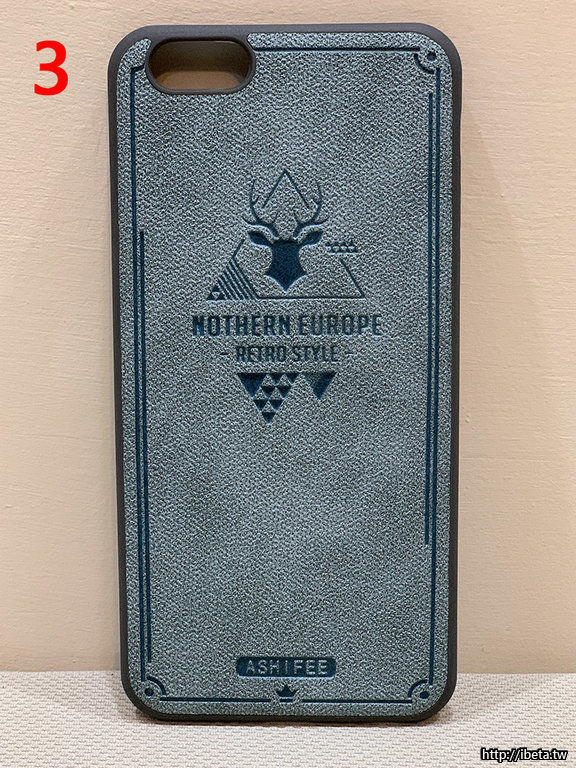 3
NOTHERN EUROPE
- RETRO STYLE -
ASHIFEE
http://ibeta.tw